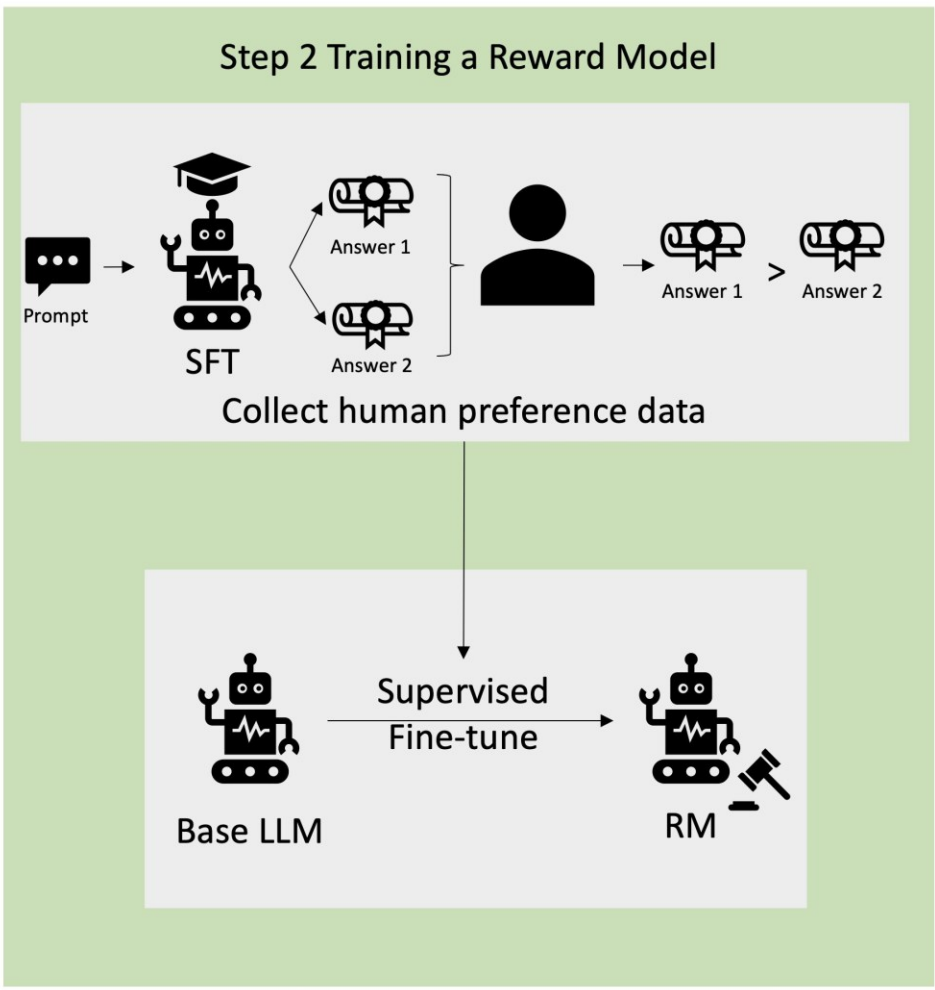 Step 2 Training a Reward Model
Prompt
SFT
Answer 1
Answer 2
Answer 1
>
Answer 2
Collect human preference data
Supervised
Fine-tune
Base LLM
RM